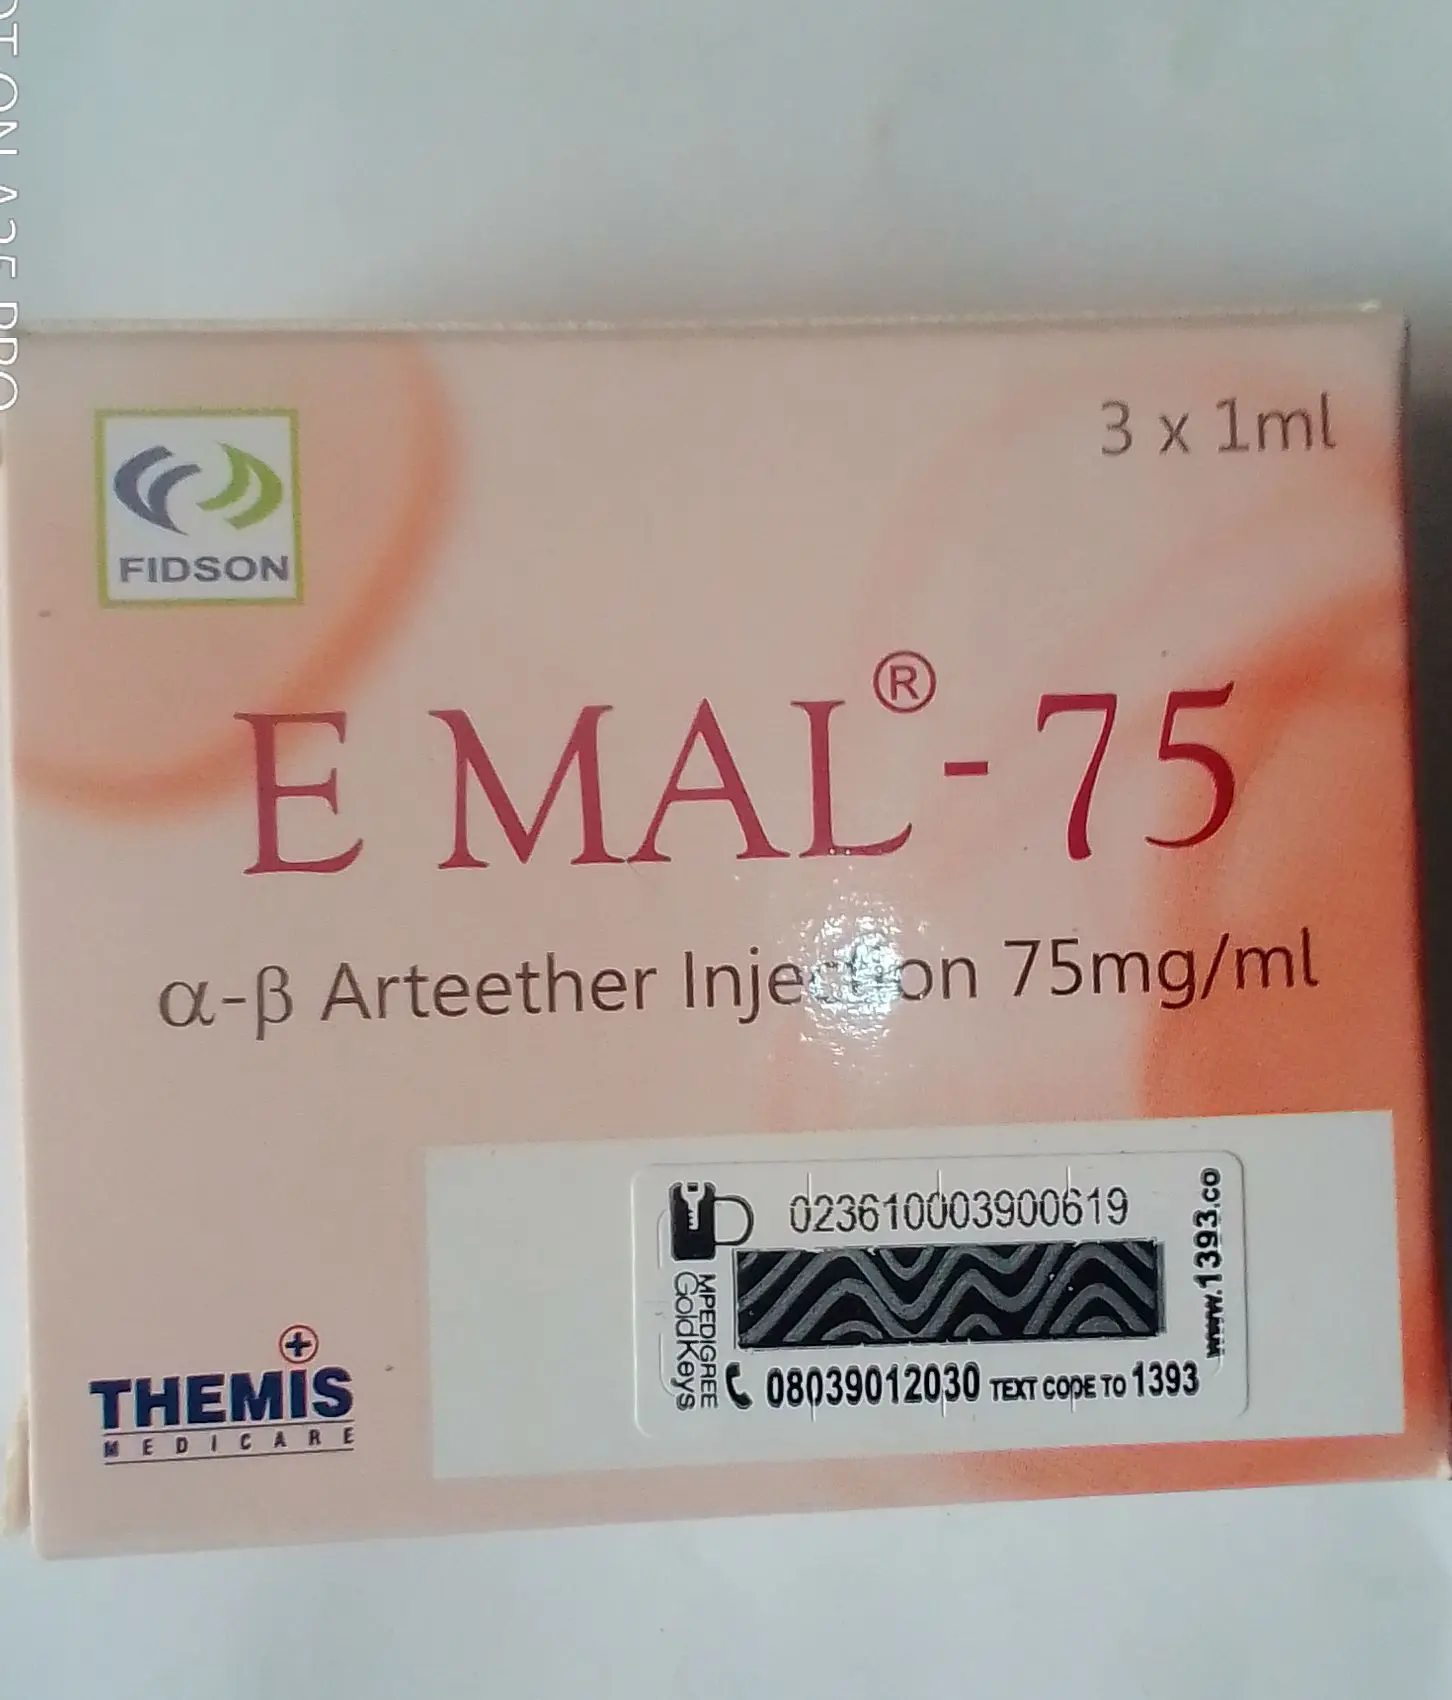 FIDSON
3 x 1ml
E MAL® - 75
α-β Arteether Injection 75mg/ml
THEMIS
MEDICARE
MPEDIGREE
GoldKeys
023610003900619
08039012030 TEXT CODE TO 1393
www.1393.co